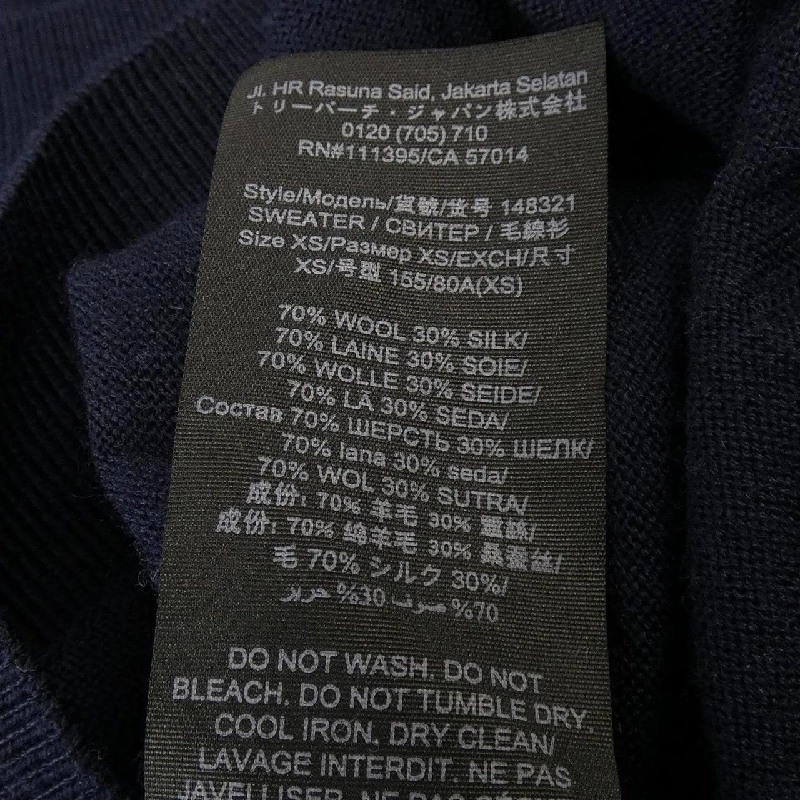 Jl. HR Rasuna Said, Jakarta Selatan
トリーバーチ・ジャパン株式会社
0120 (705) 710
RN#111395/CA 57014
Style/Модель/貨號/货号 148321
SWEATER / СВИТЕР / 毛線衫
Size XS/Размер XS/EXCH/尺寸
XS/号型 155/80A(XS)
70% WOOL 30% SILK/
70% LAINE 30% SOIE/
70% WOLLE 30% SEIDE/
70% LÃ 30% SEDA/
Состав 70% ШЕРСТЬ 30% ШЕЛК/
70% lana 30% seda/
70% WOL 30% SUTRA/
成份: 70% 羊毛 30% 蠶絲/
成份: 70% 绵羊毛 30% 桑蚕丝/
毛 70% シルク 30%/
70% صوف 30% حرير
DO NOT WASH. DO NOT
BLEACH. DO NOT TUMBLE DRY.
COOL IRON. DRY CLEAN/
LAVAGE INTERDIT. NE PAS